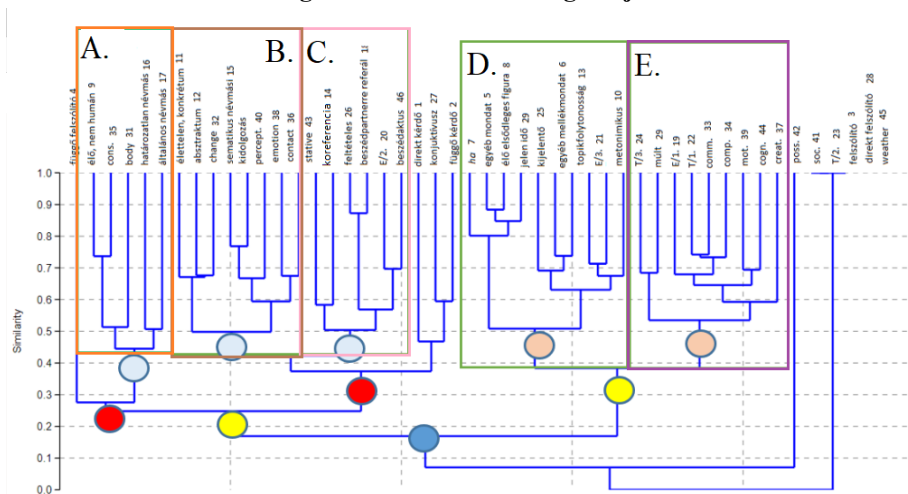 A.
B.
C.
D.
E.
függő felszólító 4
élő, nem humán 9
cons. 35
body 31
határozatlan névmás 16
általános névmás 17
élettelen, konkrétum 11
absztraktum 12
change 32
sematikus névmási 15
kidolgozás
percept. 40
emotion 38
contact 36
stative 43
koreferencia 14
feltételes 26
beszédpartnerre referál
E/2. 20
beszédaktus 46
direkt kérdő 1
konjuktívusz 27
függő kérdő 2
ha 7
egyéb mondat 5
élő elsődleges figura 8
jelen idő 29
kijelentő 25
egyéb mellékmondat 6
topikfolytonosság 13
E/3. 21
metonimikus 10
T/3. 24
múlt 29
E/1. 19
T/1. 22
comm. 33
comp. 34
mot. 39
cogn. 44
creat. 37
poss. 42
soc. 41
T/2. 23
felszólító 3
direkt felszólító 28
weather 45
1.0
0.9
0.8
0.7
0.6
0.5
0.4
0.3
0.2
0.1
0.0
Similarity